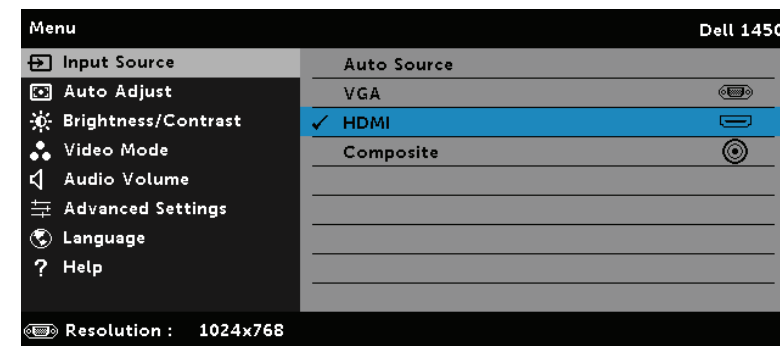 Menu
Dell 1450
Input Source
Auto Adjust
Brightness/Contrast
Video Mode
Audio Volume
Advanced Settings
Language
? Help
Auto Source
VGA
✓ HDMI
Composite
Resolution : 1024x768